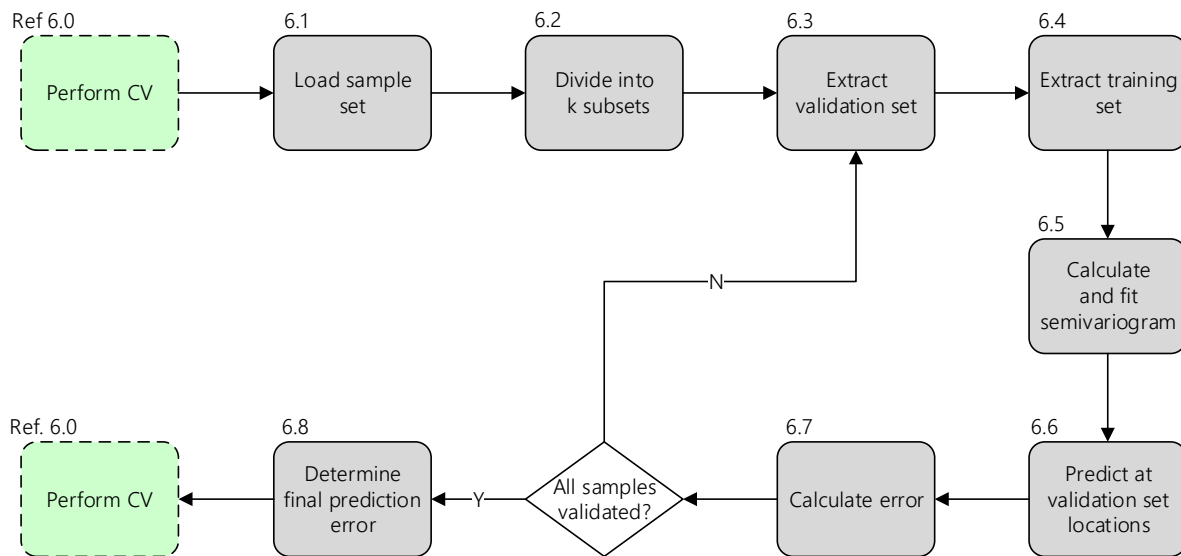 Ref 6.0
Perform CV
6.1
Load sample
set
6.2
Divide into
k subsets
6.3
Extract
validation set
6.4
Extract training
set
6.5
Calculate
and fit
semivariogram
N
Ref. 6.0
Perform CV
6.8
Determine
final prediction
error
Y
All samples
validated?
6.7
Calculate error
6.6
Predict at
validation set
locations